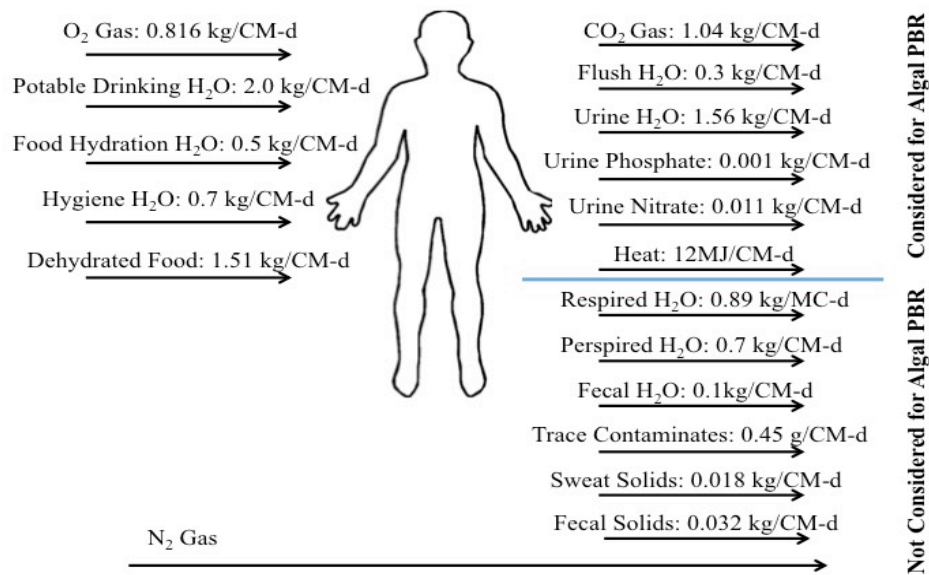 O₂ Gas: 0.816 kg/CM-d
Potable Drinking H₂O: 2.0 kg/CM-d
Food Hydration H₂O: 0.5 kg/CM-d
Hygiene H₂O: 0.7 kg/CM-d
Dehydrated Food: 1.51 kg/CM-d
N₂ Gas
CO₂ Gas: 1.04 kg/CM-d
Flush H₂O: 0.3 kg/CM-d
Urine H₂O: 1.56 kg/CM-d
Urine Phosphate: 0.001 kg/CM-d
Urine Nitrate: 0.011 kg/CM-d
Heat: 12MJ/CM-d
Respired H₂O: 0.89 kg/MC-d
Perspired H₂O: 0.7 kg/CM-d
Fecal H₂O: 0.1kg/CM-d
Trace Contaminates: 0.45 g/CM-d
Sweat Solids: 0.018 kg/CM-d
Fecal Solids: 0.032 kg/CM-d
Considered for Algal PBR
Not Considered for Algal PBR